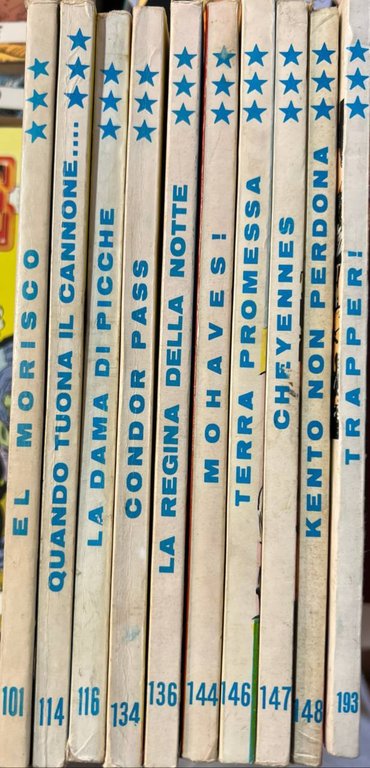 EL MORISCO
101
QUANDO TUONA IL CANNONE....
114
LA DAMA DI PICCHE
116
CONDOR PASS
134
LA REGINA DELLA NOTTE
136
MOHAVES!
144
TERRA PROMESSA
146
CHEYENNES
147
KENTO NON PERDONA
148
TRAPPER!
193